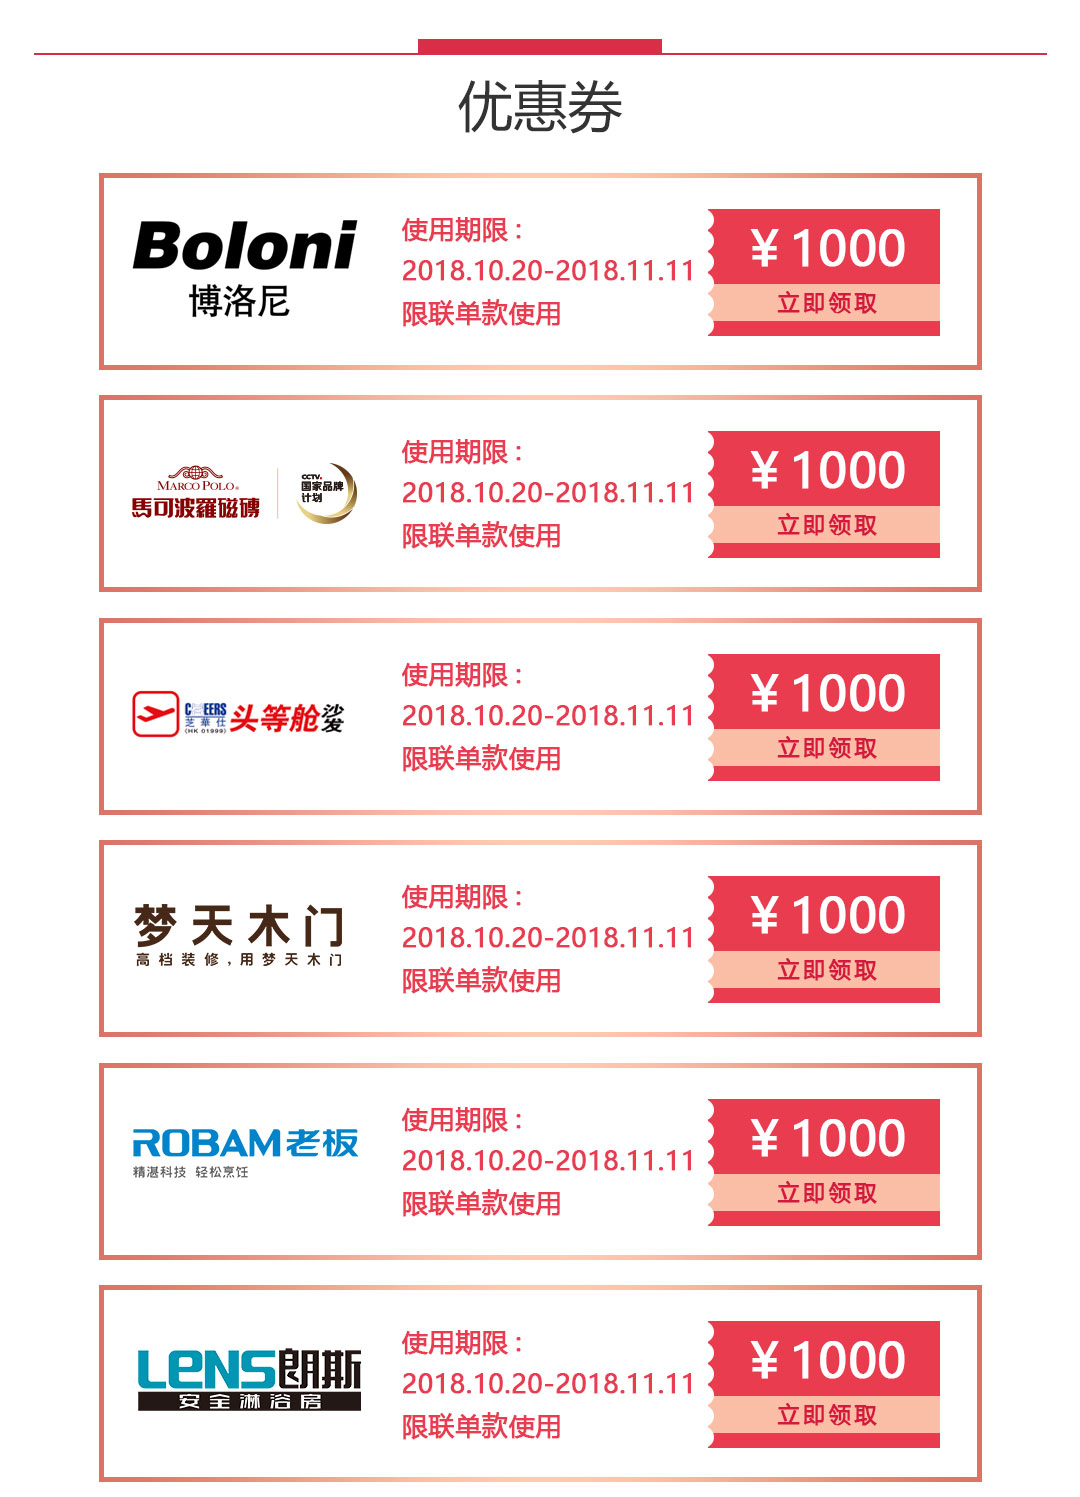 优惠券
Boloni
博洛尼
使用期限：
2018.10.20-2018.11.11
限联单款使用
¥1000
立即领取
MARCO POLO®
馬可波羅磁磚
CCTV
国家品牌
计划
使用期限：
2018.10.20-2018.11.11
限联单款使用
¥1000
立即领取
CHEERS
芝華仕
(HK 01999)
头等舱沙发
使用期限：
2018.10.20-2018.11.11
限联单款使用
¥1000
立即领取
梦天木门
高档装修,用梦天木门
使用期限：
2018.10.20-2018.11.11
限联单款使用
¥1000
立即领取
ROBAM老板
精湛科技 轻松烹饪
使用期限：
2018.10.20-2018.11.11
限联单款使用
¥1000
立即领取
LENS朗斯
安全淋浴房
使用期限：
2018.10.20-2018.11.11
限联单款使用
¥1000
立即领取